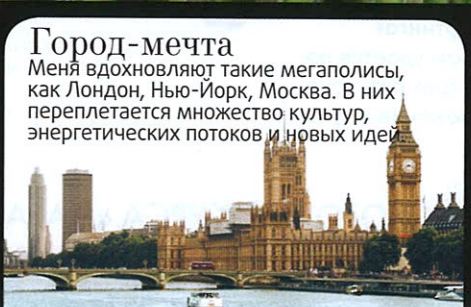 Город-мечта
Меня вдохновляют такие мегаполисы,
как Лондон, Нью-Йорк, Москва. В них
переплетается множество культур,
энергетических потоков и новых идей.